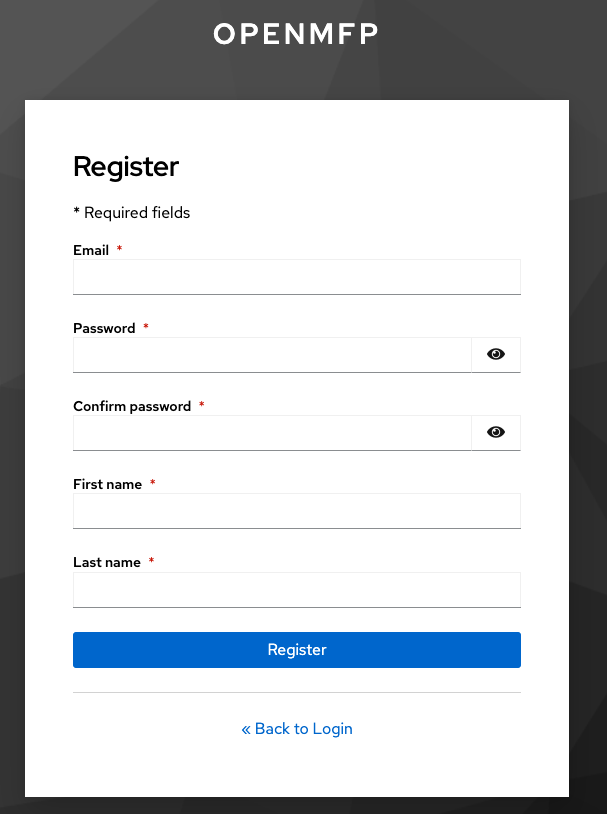 OPENMFP
Register
* Required fields
Email *
Password *
Confirm password *
First name *
Last name *
Register
« Back to Login